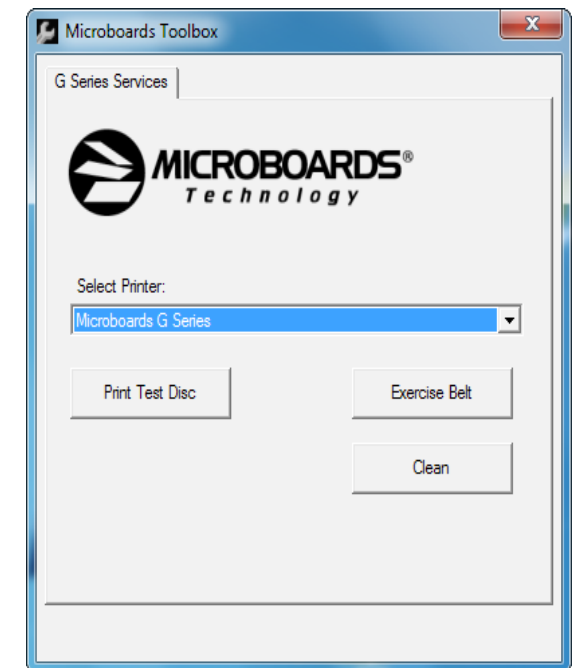 Microboards Toolbox
G Series Services
MICROBOARDS®
Technology
Select Printer:
Microboards G Series
Print Test Disc
Exercise Belt
Clean